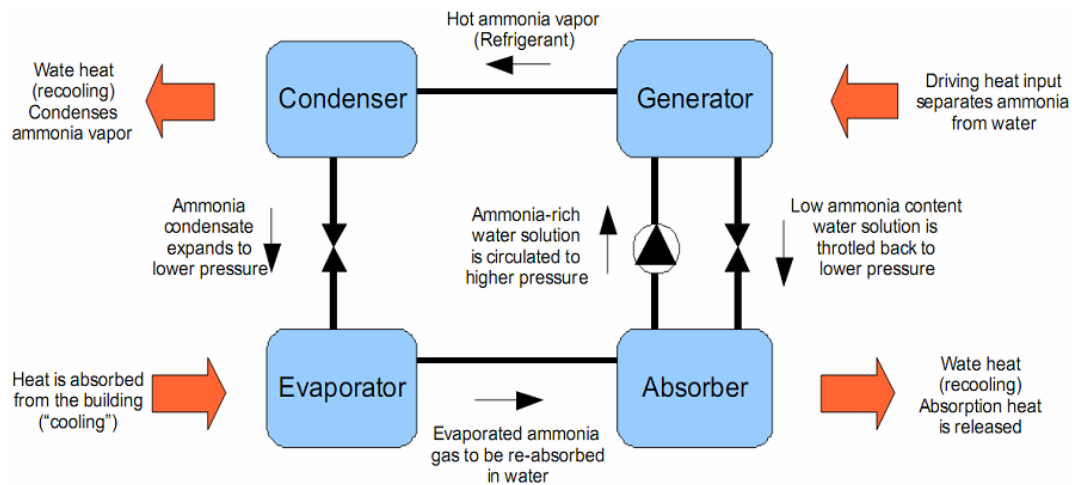 Hot ammonia vapor
(Refrigerant)
Wate heat
(recooling)
Condenses
ammonia vapor
Condenser
Generator
Driving heat input
separates ammonia
from water
Ammonia
condensate
expands to
lower pressure
Ammonia-rich
water solution
is circulated to
higher pressure
Low ammonia content
water solution is
throtled back to
lower pressure
Heat is absorbed
from the building
(“cooling”)
Evaporator
Absorber
Wate heat
(recooling)
Absorption heat
is released
Evaporated ammonia
gas to be re-absorbed
in water